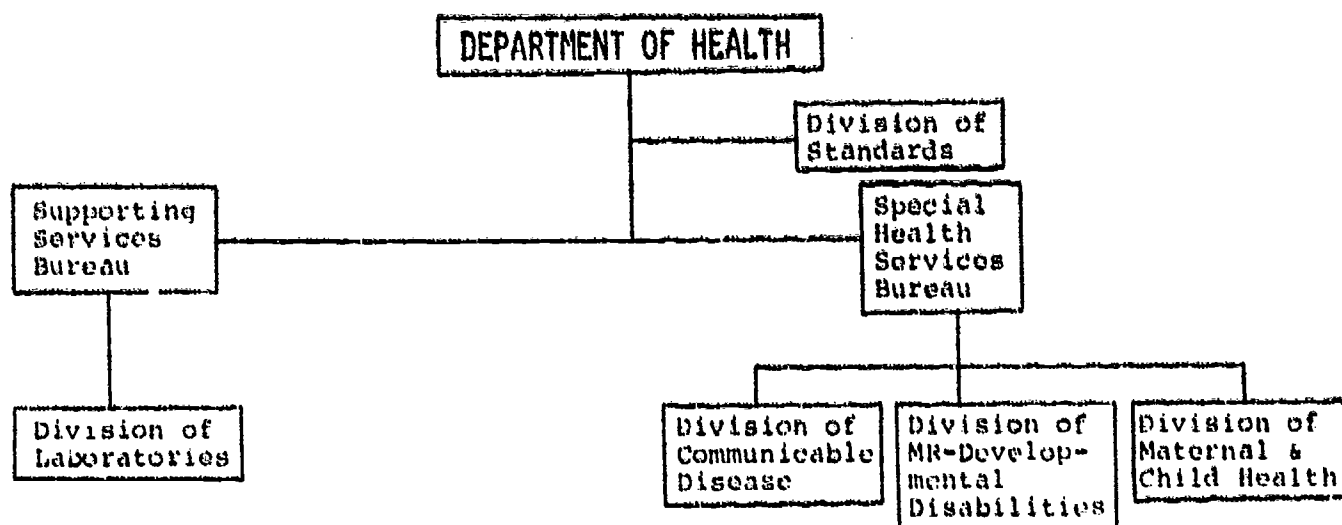 DEPARTMENT OF HEALTH
Division of
Standards
Supporting
Services
Bureau
Special
Health
Services
Bureau
Division of
Laboratories
Division of
Communicable
Disease
Division of
MR-Develop-
mental
Disabilities
Division of
Maternal &
Child Health